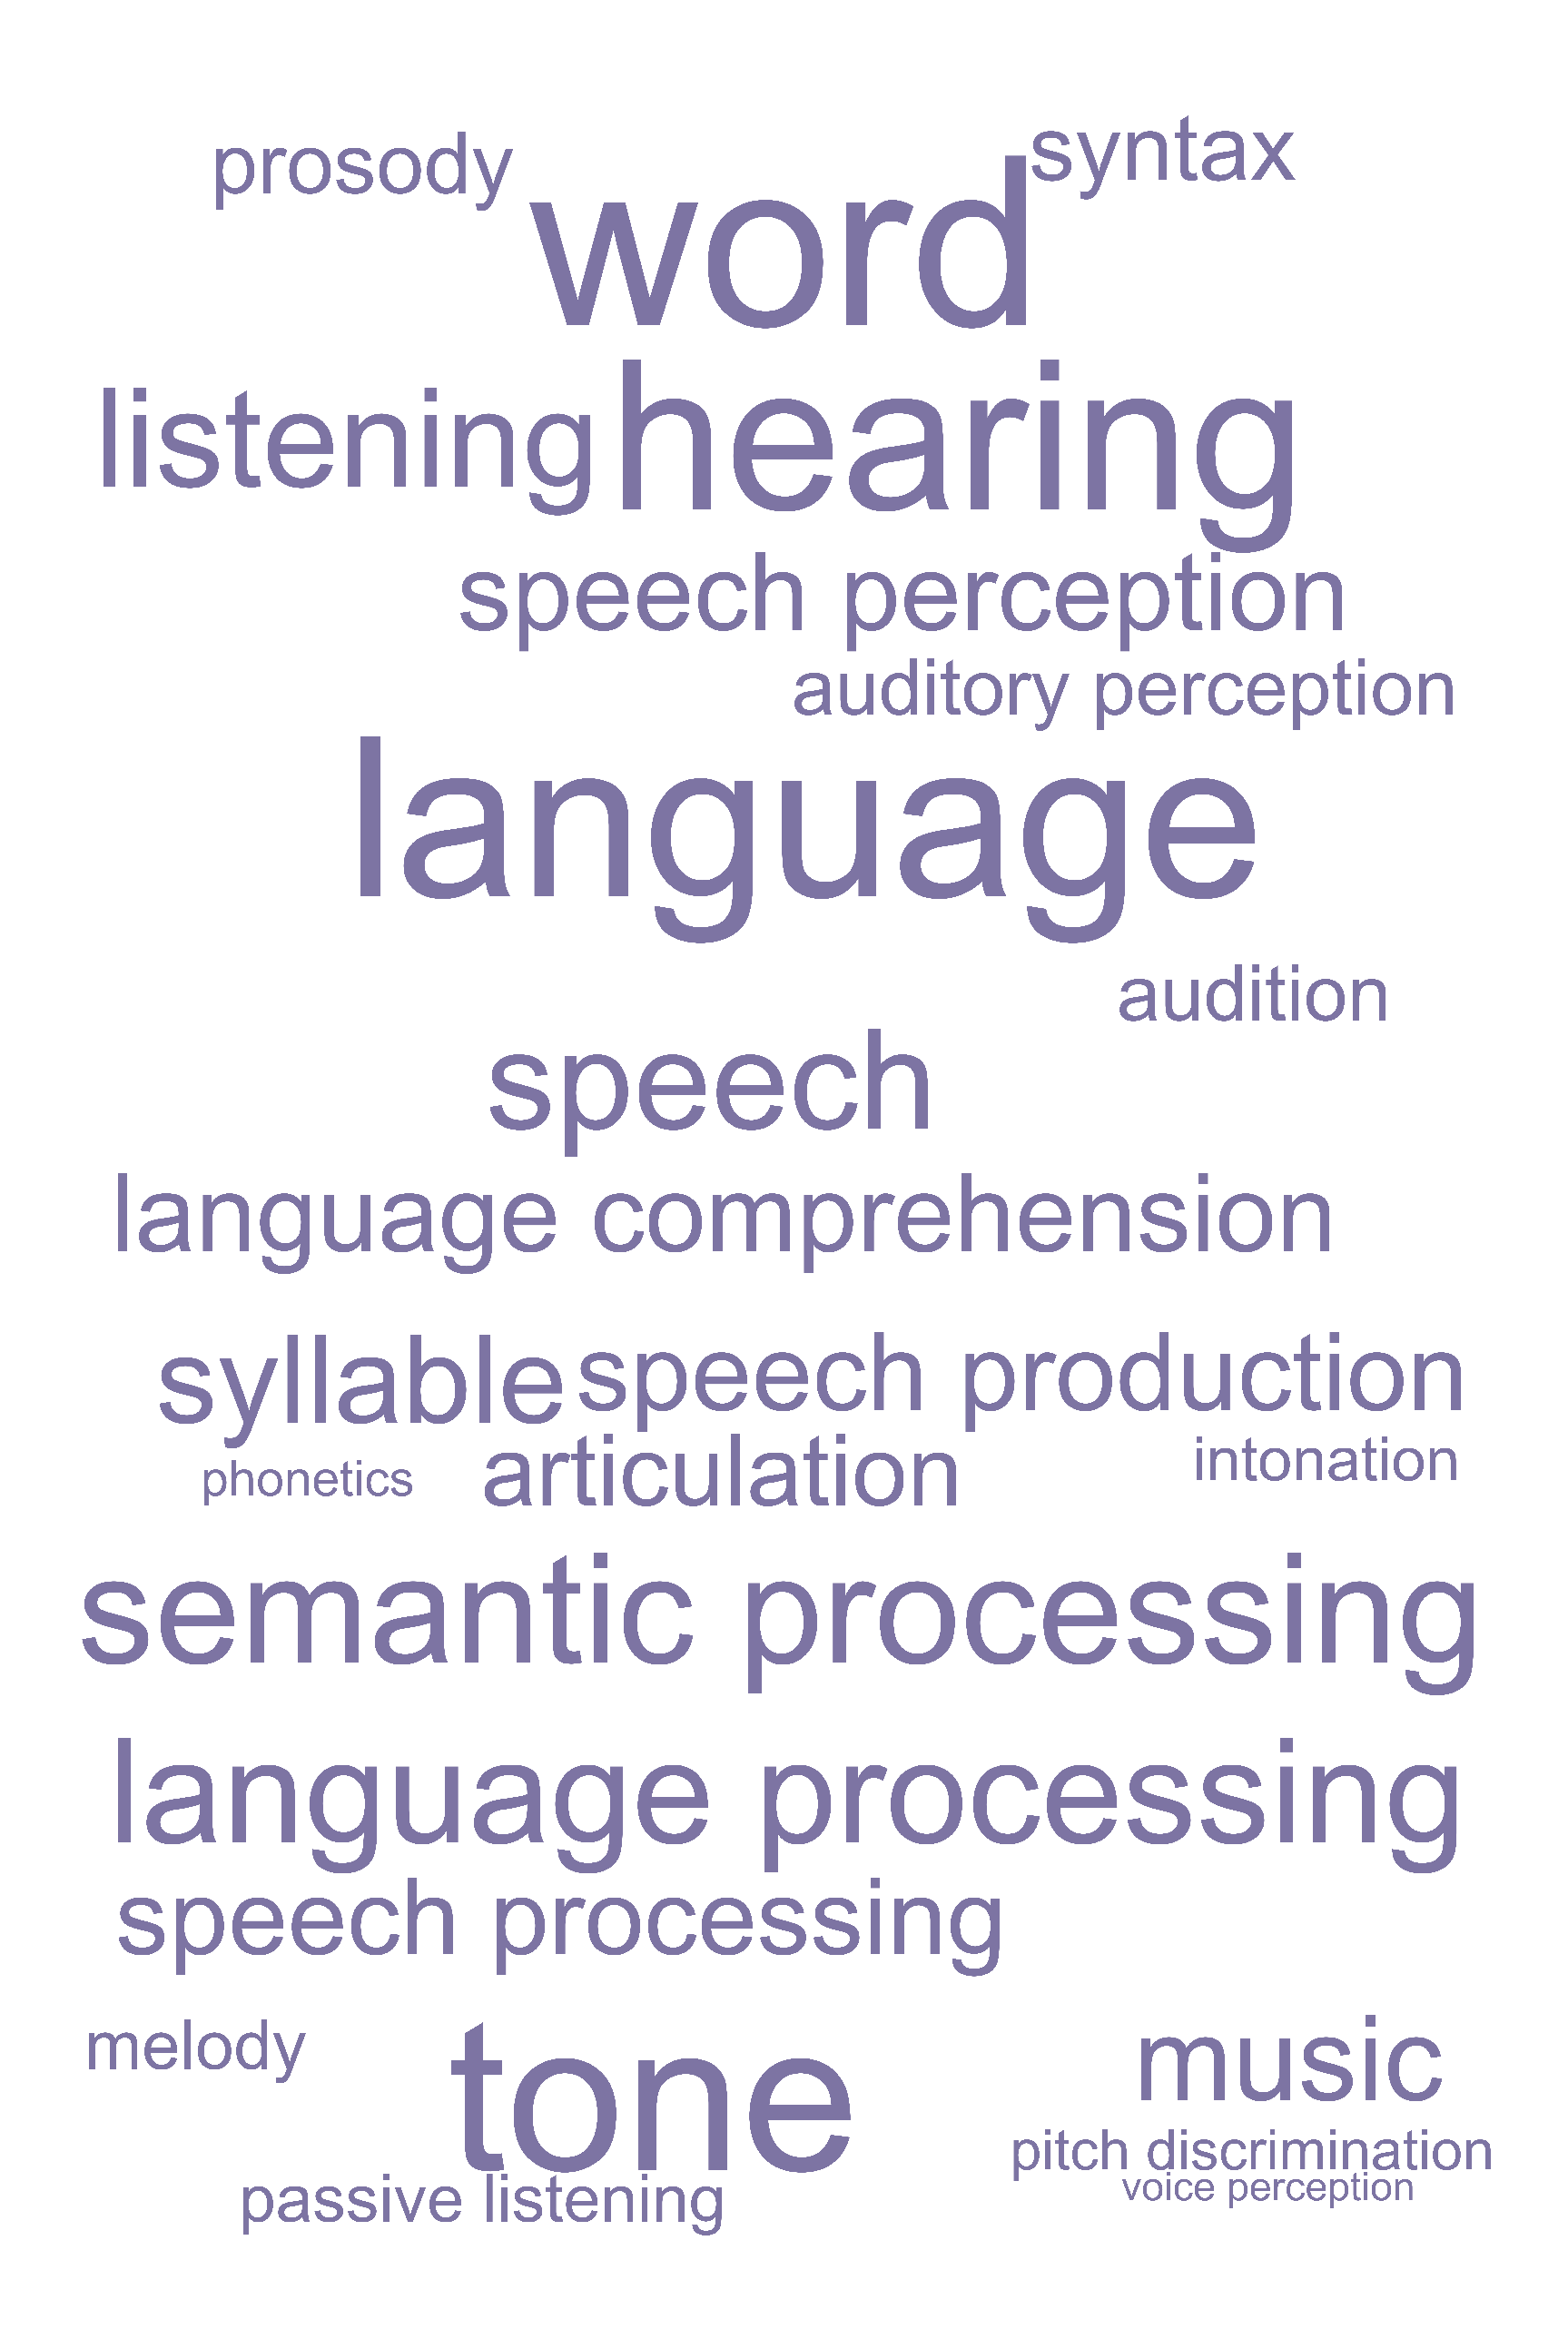 prosody
syntax
word
listening
hearing
speech perception
auditory perception
language
audition
speech
language comprehension
syllable
speech production
phonetics
articulation
intonation
semantic processing
language processing
speech processing
melody
tone
music
pitch discrimination
passive listening
voice perception